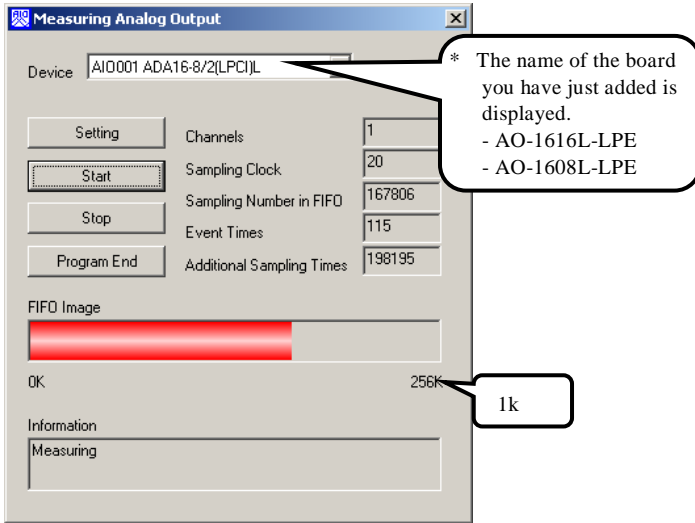 Measuring Analog Output
Device AIO001 ADA16-8/2(LPCI)L
* The name of the board
you have just added is
displayed.
- AO-1616L-LPE
- AO-1608L-LPE
Setting
Start
Stop
Program End
Channels 1
Sampling Clock 20
Sampling Number in FIFO 167806
Event Times 115
Additional Sampling Times 198195
FIFO Image
0K 256K
1k
Information
Measuring